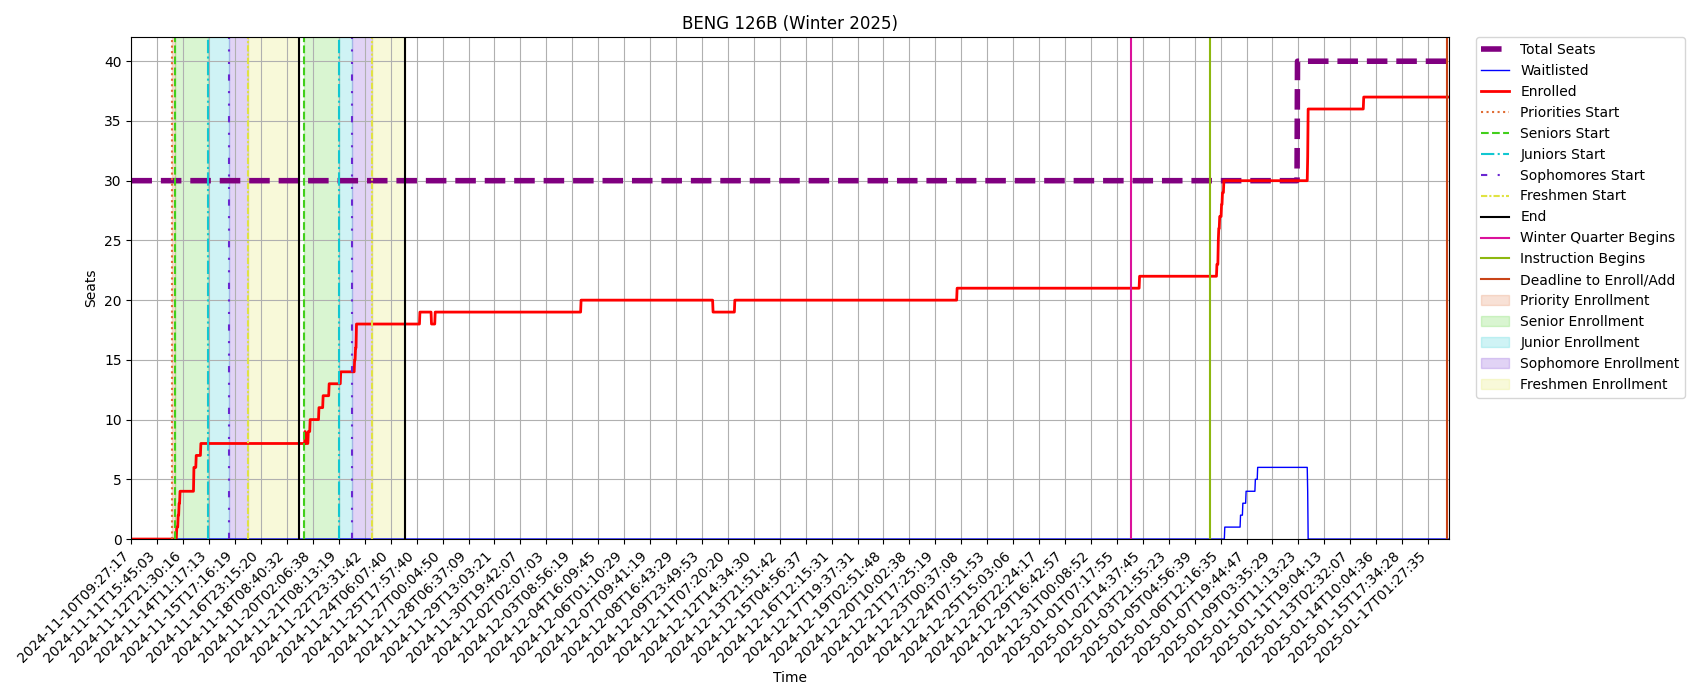 BENG 126B (Winter 2025)
40
35
30
25
20
15
10
5
0
Seats
2024-11-10T09:27:17
2024-11-11T15:45:03
2024-11-12T21:30:16
2024-11-14T11:17:13
2024-11-15T17:16:19
2024-11-16T23:15:20
2024-11-18T08:40:32
2024-11-20T02:06:38
2024-11-21T08:13:19
2024-11-22T23:31:42
2024-11-24T06:07:40
2024-11-25T17:57:40
2024-11-27T00:04:50
2024-11-28T06:37:09
2024-11-29T13:03:21
2024-11-30T19:42:07
2024-12-02T02:07:03
2024-12-03T08:56:19
2024-12-04T16:09:45
2024-12-06T01:10:29
2024-12-07T09:41:19
2024-12-08T16:43:29
2024-12-09T23:49:53
2024-12-11T07:20:20
2024-12-12T14:34:30
2024-12-13T21:51:42
2024-12-15T04:56:37
2024-12-16T12:15:31
2024-12-17T19:37:31
2024-12-19T02:51:48
2024-12-20T10:02:38
2024-12-21T17:25:19
2024-12-23T00:37:08
2024-12-24T07:51:53
2024-12-25T15:03:06
2024-12-26T22:24:17
2024-12-29T16:42:57
2024-12-31T00:08:52
2025-01-01T07:17:55
2025-01-02T14:37:45
2025-01-03T21:55:23
2025-01-05T04:56:39
2025-01-06T12:16:35
2025-01-07T19:44:47
2025-01-09T03:35:29
2025-01-10T11:13:23
2025-01-11T19:04:13
2025-01-13T02:32:07
2025-01-14T10:04:36
2025-01-15T17:34:28
2025-01-17T01:27:35
Time
Total Seats
Waitlisted
Enrolled
Priorities Start
Seniors Start
Juniors Start
Sophomores Start
Freshmen Start
End
Winter Quarter Begins
Instruction Begins
Deadline to Enroll/Add
Priority Enrollment
Senior Enrollment
Junior Enrollment
Sophomore Enrollment
Freshmen Enrollment